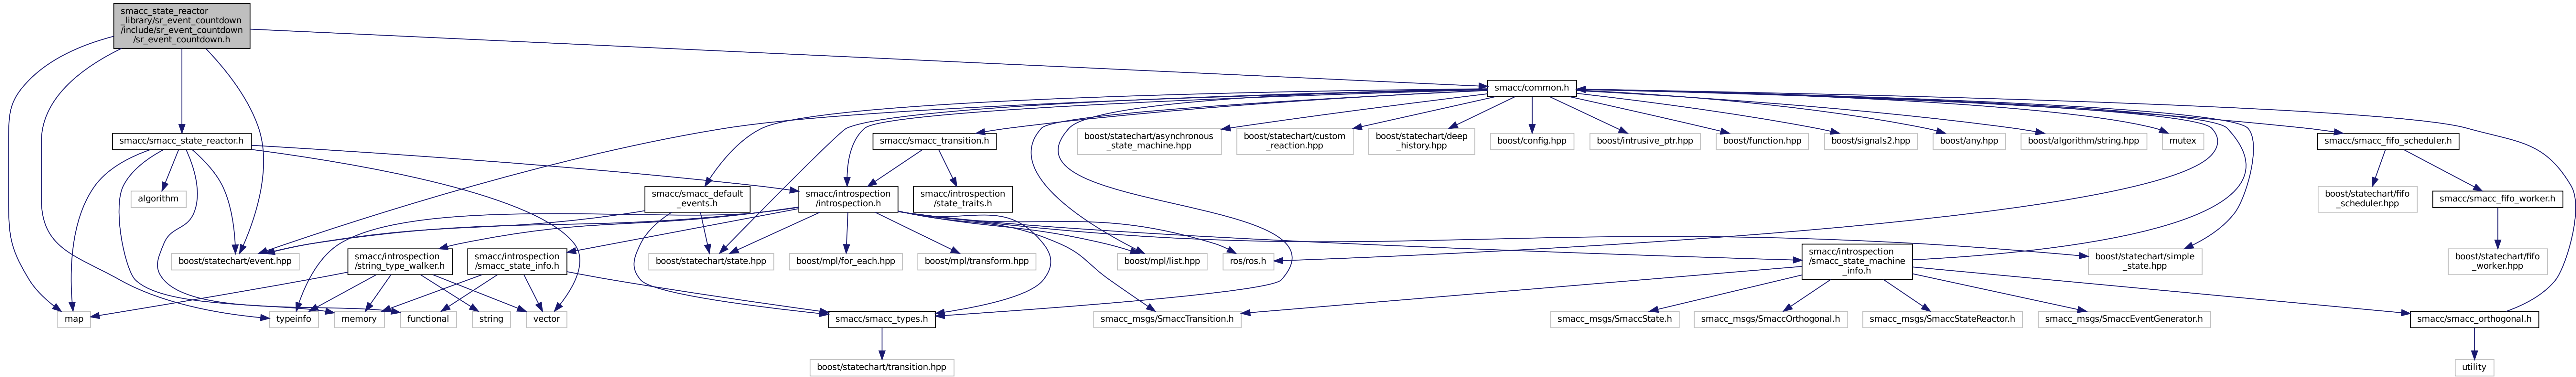 smacc_state_reactor
_library/sr_event_countdown
/include/sr_event_countdown
/sr_event_countdown.h
smacc/common.h
smacc/smacc_state_reactor.h
smacc/smacc_transition.h
boost/statechart/asynchronous
_state_machine.hpp
boost/statechart/custom
_reaction.hpp
boost/statechart/deep
_history.hpp
boost/config.hpp
boost/intrusive_ptr.hpp
boost/function.hpp
boost/signals2.hpp
boost/any.hpp
boost/algorithm/string.hpp
mutex
smacc/smacc_fifo_scheduler.h
algorithm
smacc/smacc_default
_events.h
smacc/introspection
/introspection.h
smacc/introspection
/state_traits.h
boost/statechart/fifo
_scheduler.hpp
smacc/smacc_fifo_worker.h
boost/statechart/event.hpp
smacc/introspection
/string_type_walker.h
smacc/introspection
/smacc_state_info.h
boost/statechart/state.hpp
boost/mpl/for_each.hpp
boost/mpl/transform.hpp
boost/mpl/list.hpp
ros/ros.h
smacc/introspection
/smacc_state_machine
_info.h
boost/statechart/simple
_state.hpp
boost/statechart/fifo
_worker.hpp
map
typeinfo
memory
functional
string
vector
smacc/smacc_types.h
smacc_msgs/SmaccTransition.h
smacc_msgs/SmaccState.h
smacc_msgs/SmaccOrthogonal.h
smacc_msgs/SmaccStateReactor.h
smacc_msgs/SmaccEventGenerator.h
smacc/smacc_orthogonal.h
boost/statechart/transition.hpp
utility